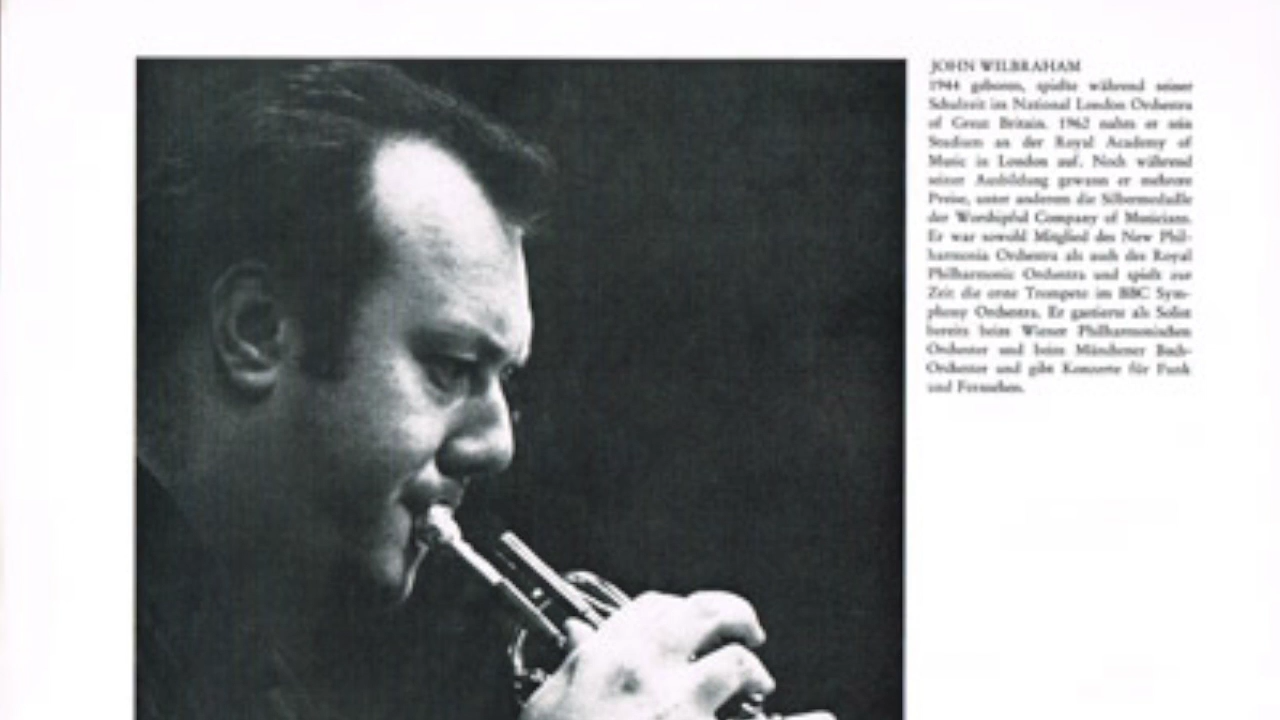 JOHN WILBRAHAM
1944 geboren, spielte während seiner
Schulzeit im National London Orchestra
of Great Britain. 1962 nahm er sein
Studium an der Royal Academy of
Music in London auf. Noch während
seiner Ausbildung gewann er mehrere
Preise, unter anderem die Silbermedaille
der Worshipful Company of Musicians.
Er war sowohl Mitglied des New Phil-
harmonia Orchestra als auch des Royal
Philharmonic Orchestra und spielt zur
Zeit die erste Trompete im BBC Sym-
phony Orchestra. Er gastierte als Solist
bereits beim Wiener Philharmonischen
Orchester und beim Münchener Bach-
Orchester und gibt Konzerte für Funk
und Fernsehen.